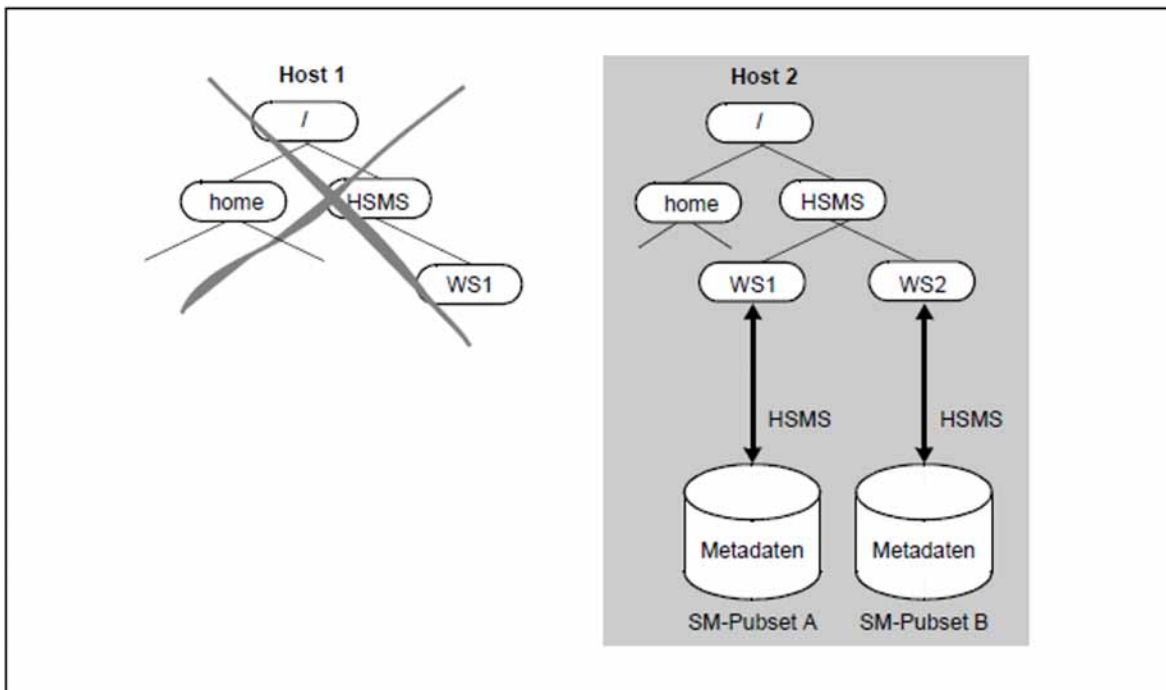 Host 1
/
home
HSMS
WS1
Host 2
/
home
HSMS
WS1
WS2
HSMS
HSMS
Metadaten
Metadaten
SM-Pubset A
SM-Pubset B